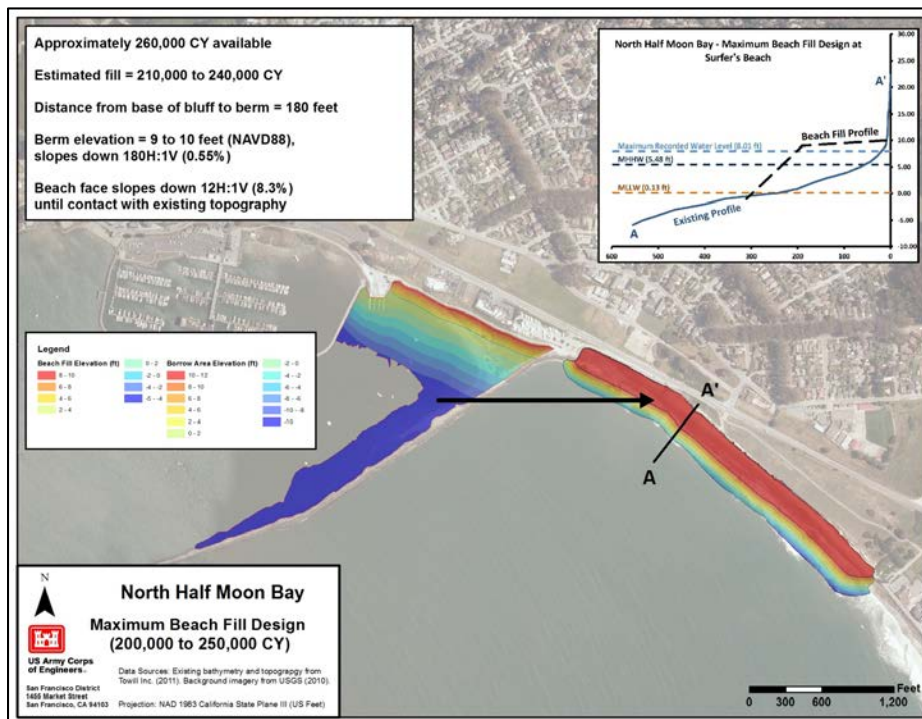 Approximately 260,000 CY available
Estimated fill = 210,000 to 240,000 CY
Distance from base of bluff to berm = 180 feet
Berm elevation = 9 to 10 feet (NAVD88),
slopes down 180H:1V (0.55%)
Beach face slopes down 12H:1V (8.3%)
until contact with existing topography
North Half Moon Bay - Maximum Beach Fill Design at
Surfer's Beach
A'
30.00
25.00
20.00
15.00
10.00
5.00
0.00
-5.00
-10.00
Beach Fill Profile
Maximum Recorded Water Level (8.01 ft)
MHHW (5.48 ft)
MLLW (0.13 ft)
Existing Profile
A
600
500
400
300
200
100
0
Legend
Beach Fill Elevation (ft)
8 - 10
6 - 8
4 - 6
2 - 4
0 - 2
-2 - 0
-4 - -2
-5 - -4
Borrow Area Elevation (ft)
10 - 12
8 - 10
6 - 8
4 - 6
2 - 4
0 - 2
-2 - 0
-4 - -2
-6 - -4
-8 - -6
-10 - -8
-10
A'
A
N
US Army Corps
of Engineers
San Francisco District
1455 Market Street
San Francisco, CA 94103
North Half Moon Bay
Maximum Beach Fill Design
(200,000 to 250,000 CY)
Data Sources: Existing bathymetry and topograpgy from
Towill Inc. (2011). Background imagery from USGS (2010).
Projection: NAD 1983 California State Plane III (US Feet)
Feet
0 300 600 1,200